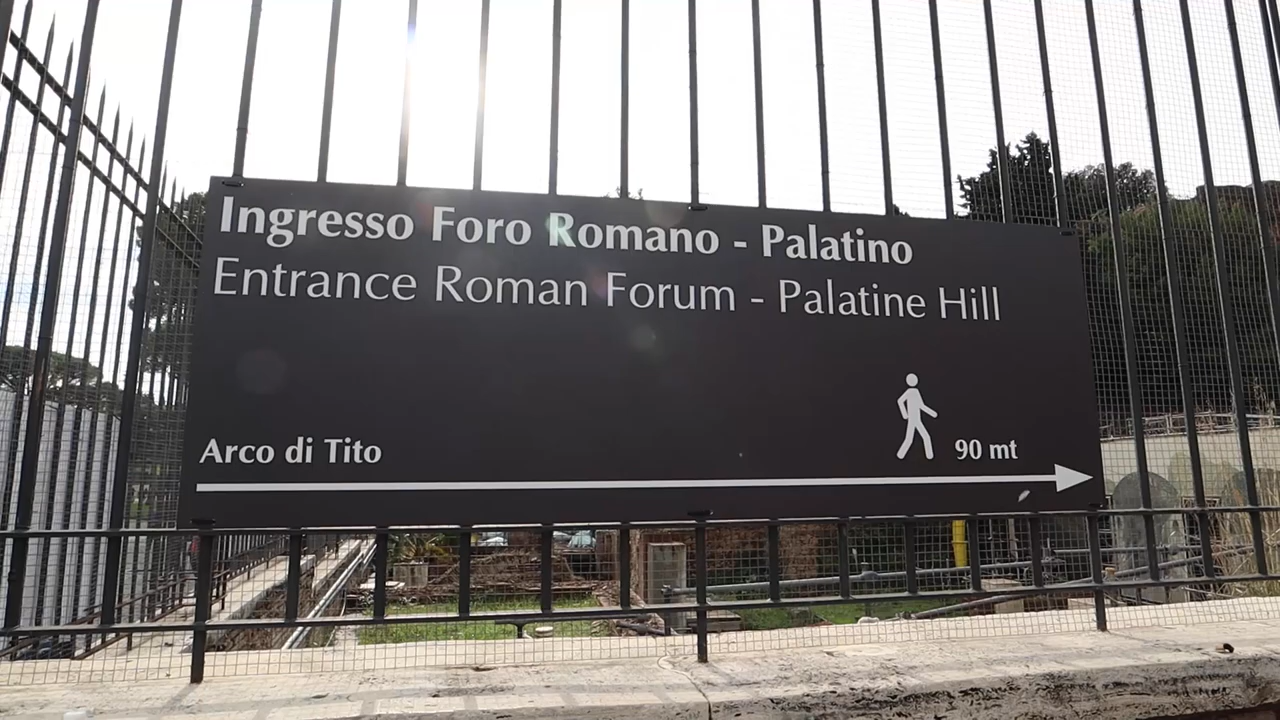 Ingresso Foro Romano - Palatino
Entrance Roman Forum - Palatine Hill
Arco di Tito
90 mt